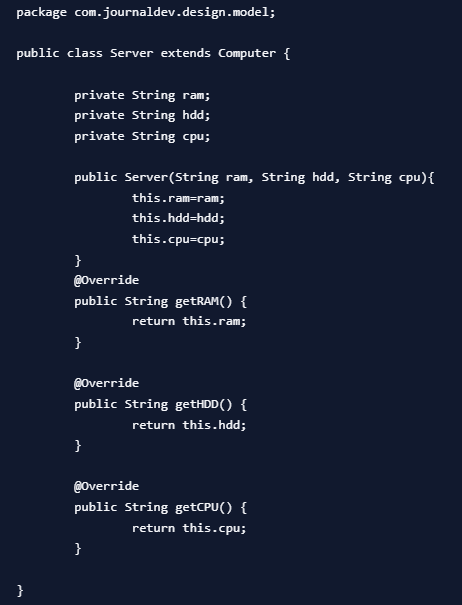 package com.journaldev.design.model;
public class Server extends Computer {
private String ram;
private String hdd;
private String cpu;
public Server(String ram, String hdd, String cpu){
this.ram=ram;
this.hdd=hdd;
this.cpu=cpu;
}
@Override
public String getRAM() {
return this.ram;
}
@Override
public String getHDD() {
return this.hdd;
}
@Override
public String getCPU() {
return this.cpu;
}
}